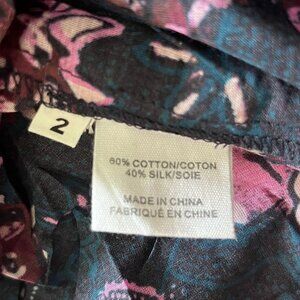 2
60% COTTON/COTON
40% SILK/SOIE
MADE IN CHINA
FABRIQUÉ EN CHINE